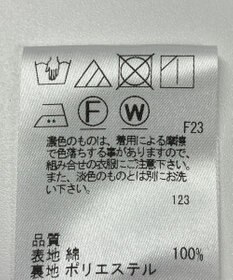 F W
F23
濃色のものは、着用による摩擦
で色落ちする事がありますので、
組み合せの衣服にご注意下さい。
また、淡色のものとは別にお洗
い下さい。
123
品質
表地 綿 100%
裏地 ポリエステル